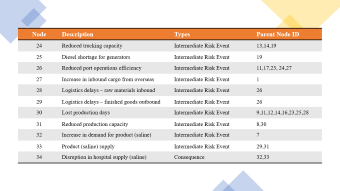 Node Description Types Parent Node ID
24 Reduced trucking capacity Intermediate Risk Event 13,14,19
25 Diesel shortage for generators Intermediate Risk Event 19
26 Reduced port operations efficiency Intermediate Risk Event 11,17,23, 24,27
27 Increase in inbound cargo from overseas Intermediate Risk Event 1
28 Logistics delays – raw materials inbound Intermediate Risk Event 26
29 Logistics delays – finished goods outbound Intermediate Risk Event 26
30 Lost production days Intermediate Risk Event 9,11,12,14,16,23,25,28
31 Reduced production capacity Intermediate Risk Event 8,30
32 Increase in demand for product (saline) Intermediate Risk Event 7
33 Product (saline) supply Intermediate Risk Event 29,31
34 Disruption in hospital supply (saline) Consequence 32,33